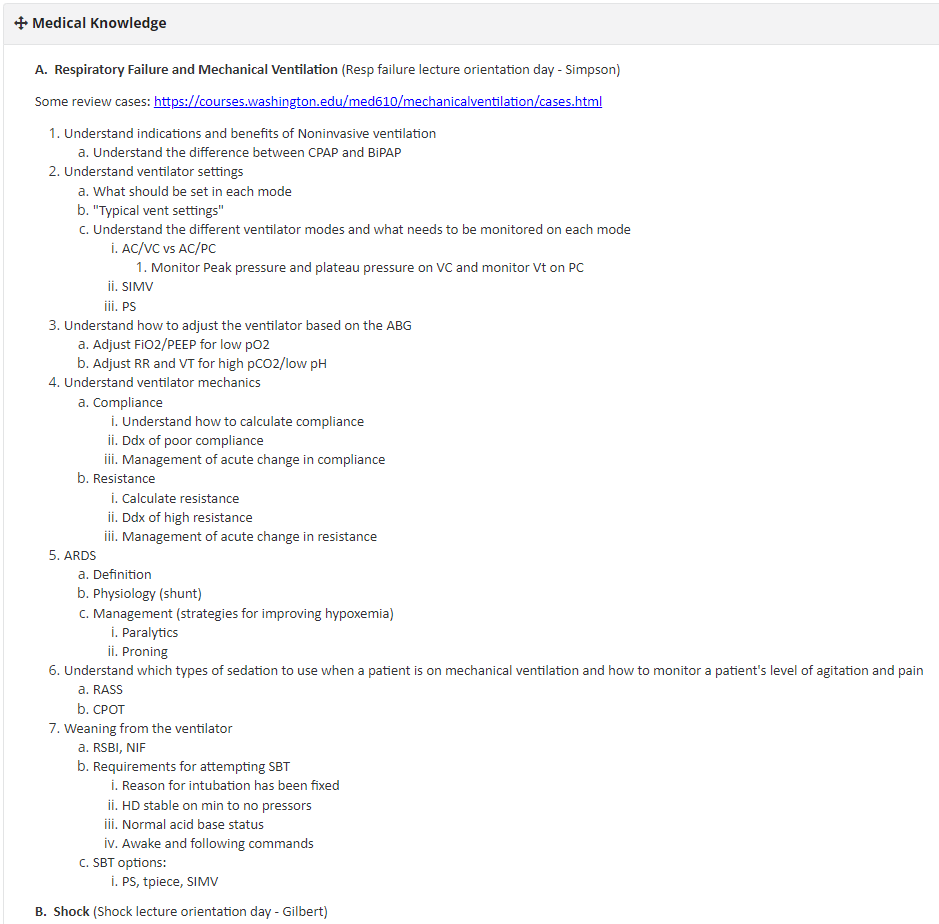 Medical Knowledge
A. Respiratory Failure and Mechanical Ventilation (Resp failure lecture orientation day - Simpson)
Some review cases: https://courses.washington.edu/med610/mechanicalventilation/cases.html
1. Understand indications and benefits of Noninvasive ventilation
a. Understand the difference between CPAP and BiPAP
2. Understand ventilator settings
a. What should be set in each mode
b. "Typical vent settings"
c. Understand the different ventilator modes and what needs to be monitored on each mode
i. AC/VC vs AC/PC
1. Monitor Peak pressure and plateau pressure on VC and monitor Vt on PC
ii. SIMV
iii. PS
3. Understand how to adjust the ventilator based on the ABG
a. Adjust FiO2/PEEP for low pO2
b. Adjust RR and VT for high pCO2/low pH
4. Understand ventilator mechanics
a. Compliance
i. Understand how to calculate compliance
ii. Ddx of poor compliance
iii. Management of acute change in compliance
b. Resistance
i. Calculate resistance
ii. Ddx of high resistance
iii. Management of acute change in resistance
5. ARDS
a. Definition
b. Physiology (shunt)
c. Management (strategies for improving hypoxemia)
i. Paralytics
ii. Proning
6. Understand which types of sedation to use when a patient is on mechanical ventilation and how to monitor a patient's level of agitation and pain
a. RASS
b. CPOT
7. Weaning from the ventilator
a. RSBI, NIF
b. Requirements for attempting SBT
i. Reason for intubation has been fixed
ii. HD stable on min to no pressors
iii. Normal acid base status
iv. Awake and following commands
c. SBT options:
i. PS, tpiece, SIMV
B. Shock (Shock lecture orientation day - Gilbert)